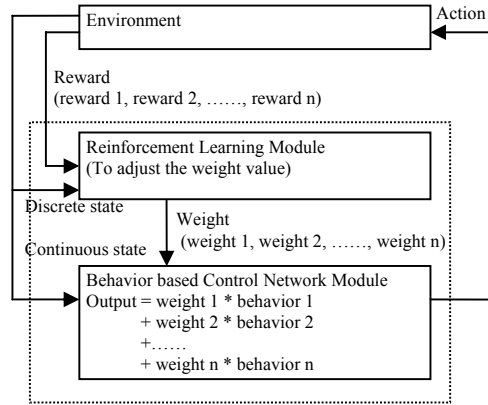 Environment
Action
Reward
(reward 1, reward 2, ……, reward n)
Reinforcement Learning Module
(To adjust the weight value)
Discrete state
Weight
(weight 1, weight 2, ……, weight n)
Continuous state
Behavior based Control Network Module
Output = weight 1 * behavior 1
+ weight 2 * behavior 2
+……
+ weight n * behavior n